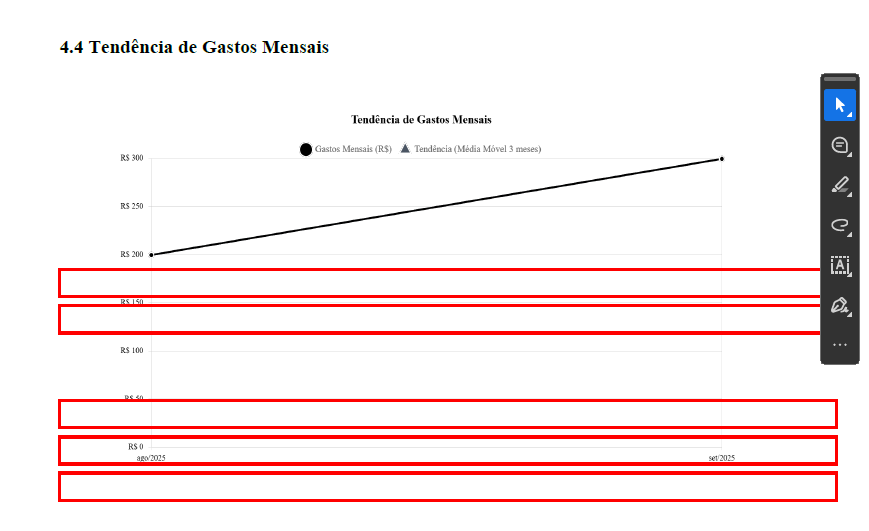 4.4 Tendência de Gastos Mensais
Tendência de Gastos Mensais
Gastos Mensais (R$) Tendência (Média Móvel 3 meses)
R$ 300
R$ 250
R$ 200
R$ 150
R$ 100
R$ 50
R$ 0
ago/2025 set/2025